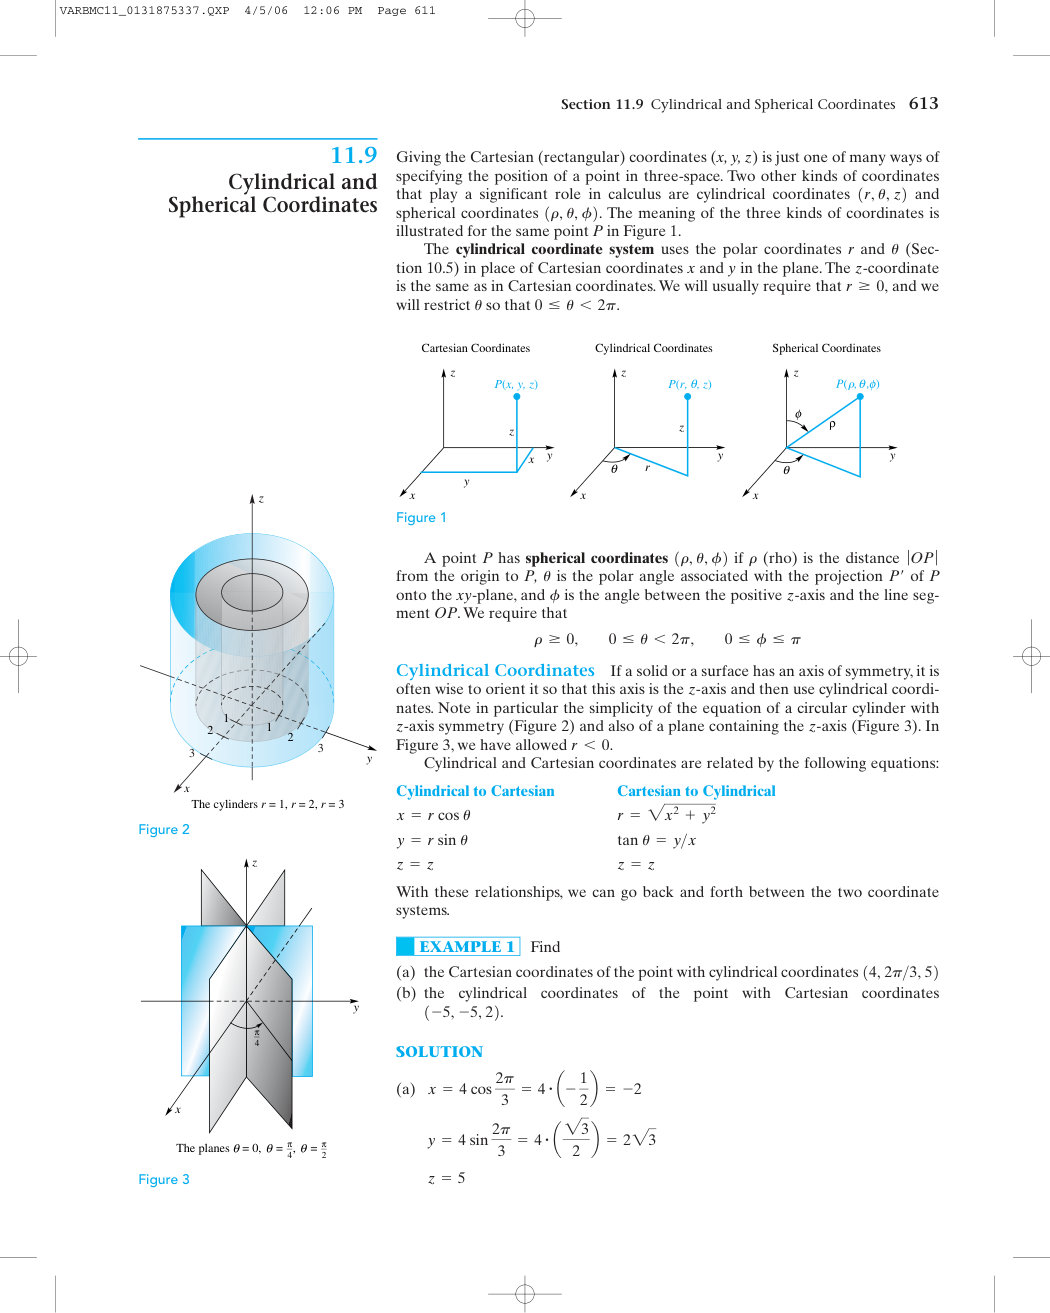 VARBMC11_0131875337.QXP 4/5/06 12:06 PM Page 611
Section 11.9 Cylindrical and Spherical Coordinates 613
11.9
Cylindrical and
Spherical Coordinates
Giving the Cartesian (rectangular) coordinates (x, y, z) is just one of many ways of
specifying the position of a point in three-space. Two other kinds of coordinates
that play a significant role in calculus are cylindrical coordinates (r, θ, z) and
spherical coordinates (ρ, θ, ϕ). The meaning of the three kinds of coordinates is
illustrated for the same point P in Figure 1.
The cylindrical coordinate system uses the polar coordinates r and θ (Sec-
tion 10.5) in place of Cartesian coordinates x and y in the plane. The z-coordinate
is the same as in Cartesian coordinates. We will usually require that r ≥ 0, and we
will restrict θ so that 0 ≤ θ < 2π.
Cartesian Coordinates
z
P(x, y, z)
z
x
y
y
x
Cylindrical Coordinates
z
P(r, θ, z)
z
y
θ
r
x
Spherical Coordinates
z
P(ρ, θ,ϕ)
ϕ
ρ
y
θ
x
Figure 1
A point P has spherical coordinates (ρ, θ, ϕ) if ρ (rho) is the distance |OP|
from the origin to P, θ is the polar angle associated with the projection P′ of P
onto the xy-plane, and ϕ is the angle between the positive z-axis and the line seg-
ment OP. We require that
ρ ≥ 0, 0 ≤ θ < 2π, 0 ≤ ϕ ≤ π
Cylindrical Coordinates If a solid or a surface has an axis of symmetry, it is
often wise to orient it so that this axis is the z-axis and then use cylindrical coordi-
nates. Note in particular the simplicity of the equation of a circular cylinder with
z-axis symmetry (Figure 2) and also of a plane containing the z-axis (Figure 3). In
Figure 3, we have allowed r < 0.
Cylindrical and Cartesian coordinates are related by the following equations:
Cylindrical to Cartesian Cartesian to Cylindrical
x = r cos θ r = √(x² + y²)
y = r sin θ tan θ = y/x
z = z z = z
With these relationships, we can go back and forth between the two coordinate
systems.
EXAMPLE 1 Find
(a) the Cartesian coordinates of the point with cylindrical coordinates (4, 2π/3, 5)
(b) the cylindrical coordinates of the point with Cartesian coordinates
(−5, −5, 2).
SOLUTION
(a) x = 4 cos 2π/3 = 4 · (−1/2) = −2
y = 4 sin 2π/3 = 4 · (√3/2) = 2√3
z = 5
z
1
1
2
2
3
3
y
x
The cylinders r = 1, r = 2, r = 3
Figure 2
z
y
π/4
x
The planes θ = 0, θ = π/4, θ = π/2
Figure 3